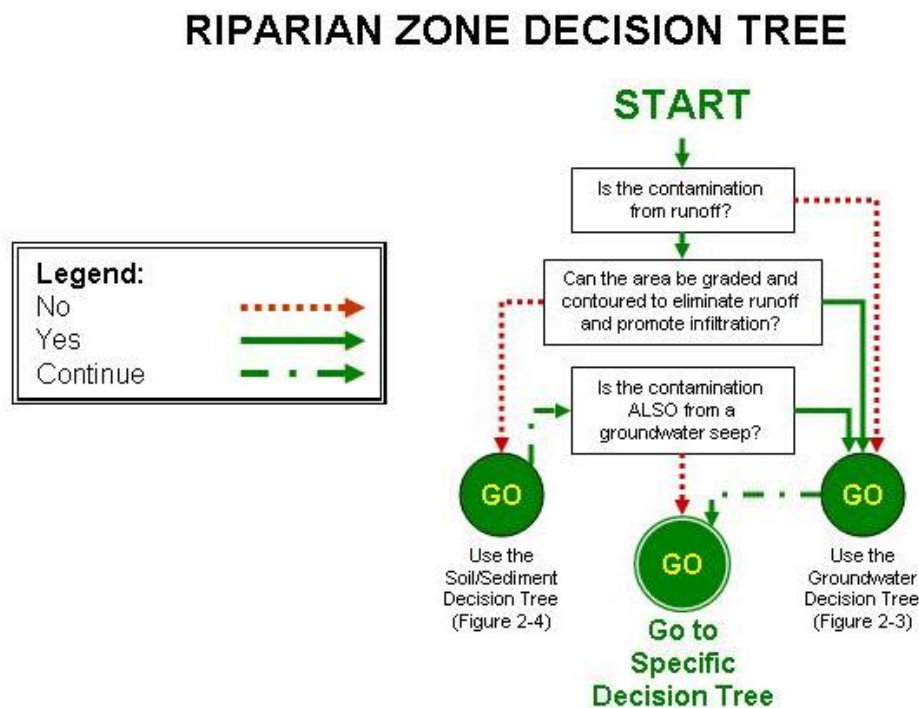 RIPARIAN ZONE DECISION TREE
START
Is the contamination
from runoff?
Legend:
No
Yes
Continue
Can the area be graded and
contoured to eliminate runoff
and promote infiltration?
Is the contamination
ALSO from a
groundwater seep?
GO
Use the
Soil/Sediment
Decision Tree
(Figure 2-4)
GO
Go to
Specific
Decision Tree
GO
Use the
Groundwater
Decision Tree
(Figure 2-3)